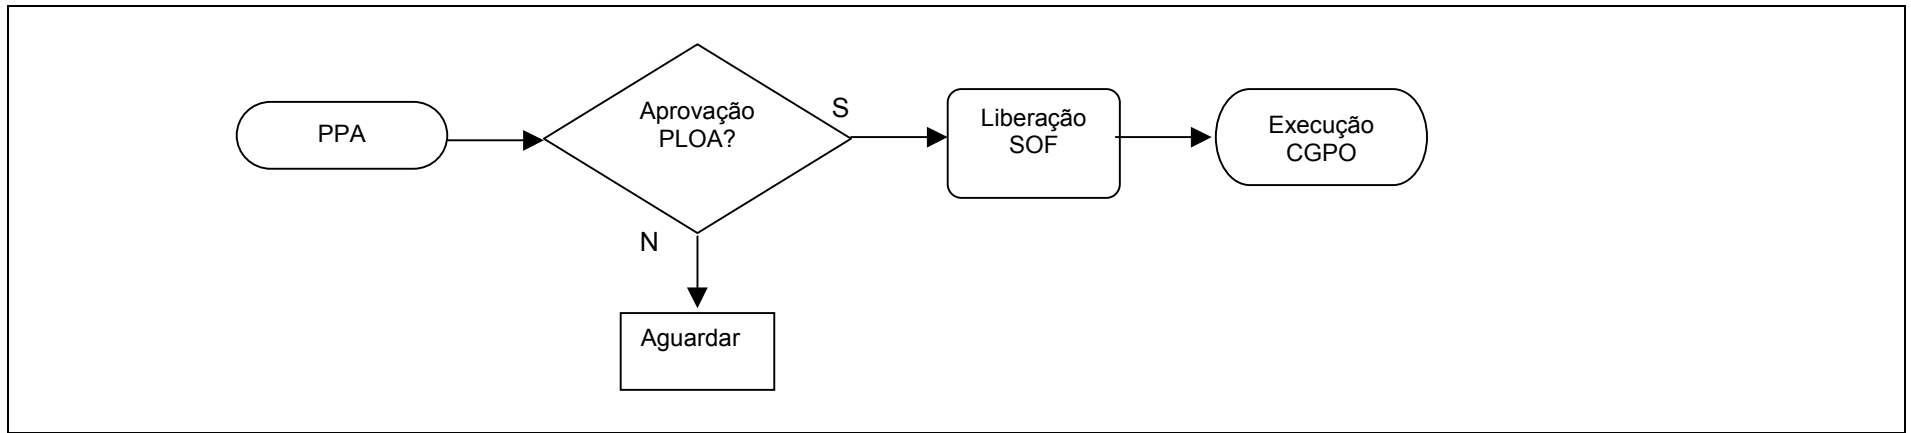 PPA
Aprovação
PLOA?
S
Liberação
SOF
Execução
CGPO
N
Aguardar